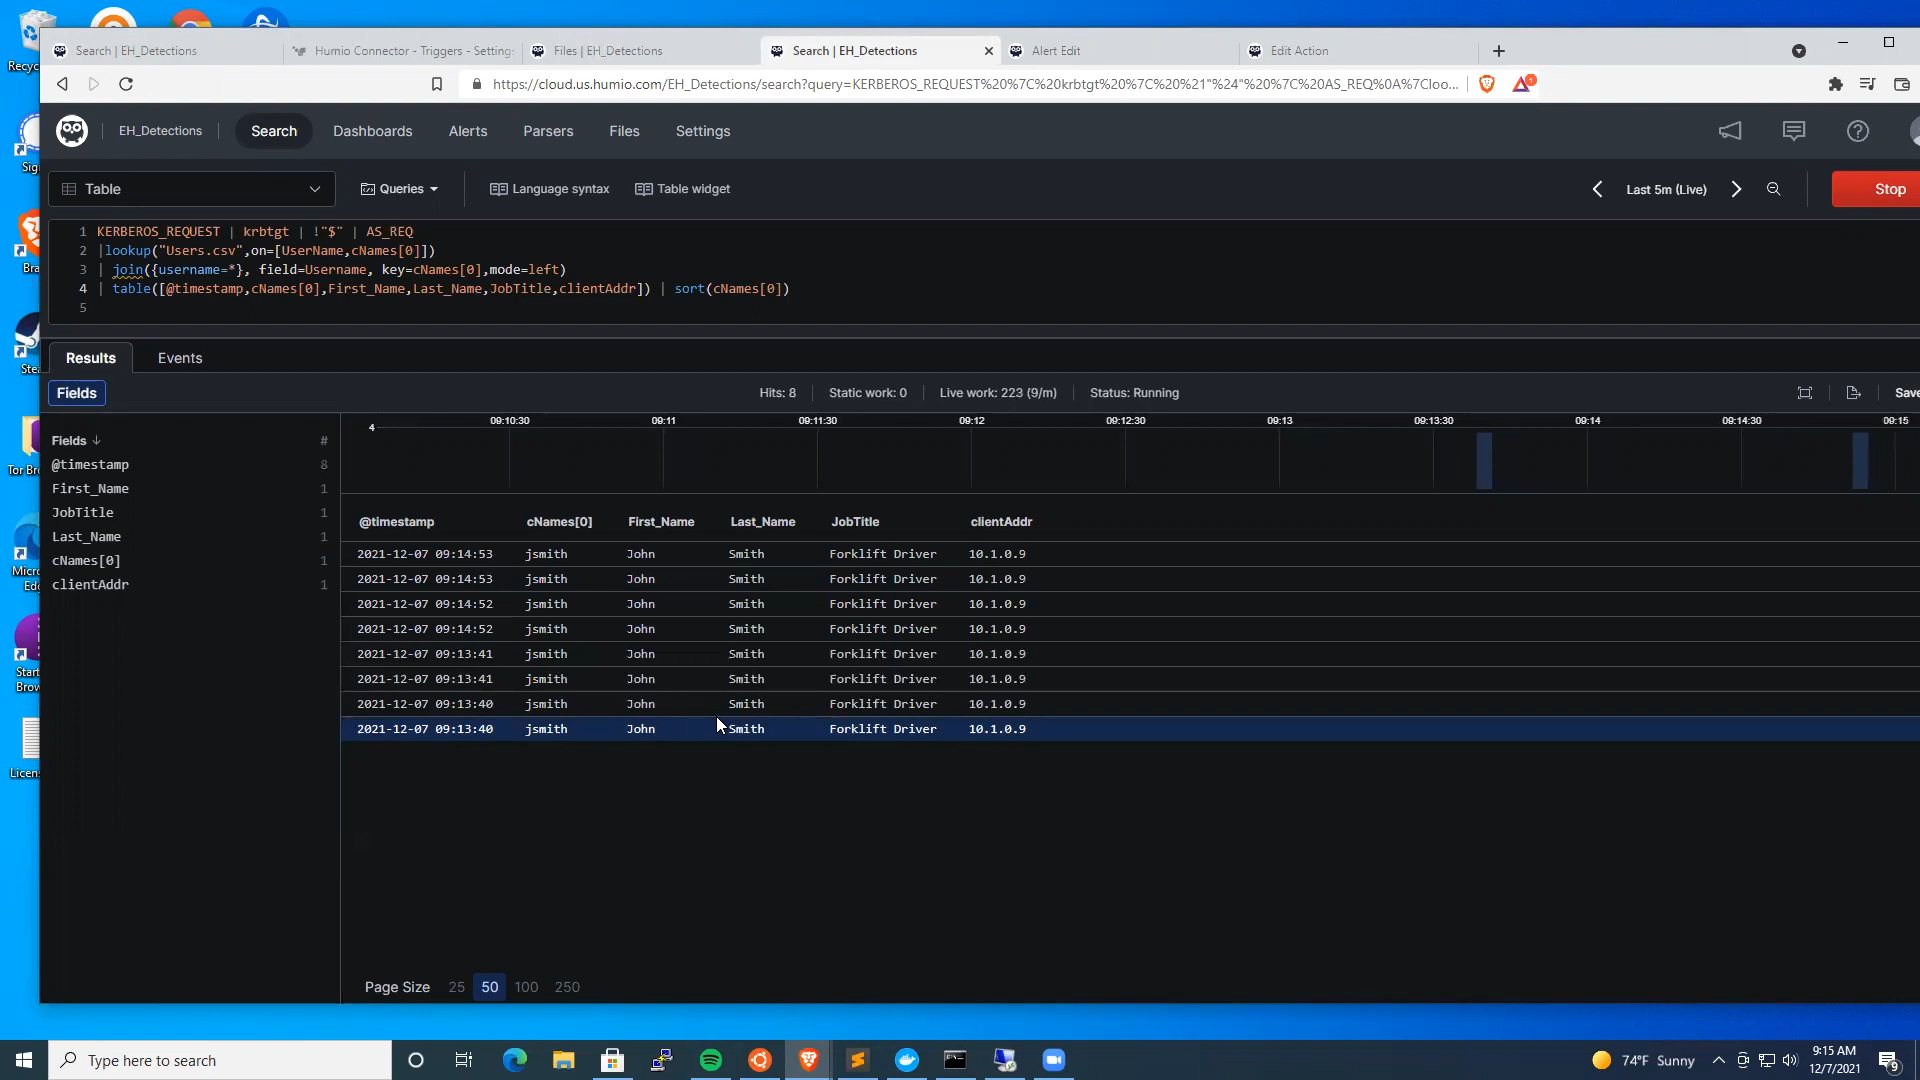 Search | EH_Detections
Humio Connector - Triggers - Settings
Files | EH_Detections
Search | EH_Detections
Alert Edit
Edit Action
https://cloud.us.humio.com/EH_Detections/search?query=KERBEROS_REQUEST%20%7C%20krbtgt%20%7C%20%21"%24"%20%7C%20AS_REQ%0A%7Cloo...
1
EH_Detections
Search
Dashboards
Alerts
Parsers
Files
Settings
Table
Queries
Language syntax
Table widget
Last 5m (Live)
Stop
1 KERBEROS_REQUEST | krbtgt | !"$" | AS_REQ
2 |lookup("Users.csv",on=[UserName,cNames[0]])
3 | join({username=*}, field=Username, key=cNames[0],mode=left)
4 | table([@timestamp,cNames[0],First_Name,Last_Name,JobTitle,clientAddr]) | sort(cNames[0])
5
Results
Events
Fields
Hits: 8
Static work: 0
Live work: 223 (9/m)
Status: Running
Save
Fields #
@timestamp 8
First_Name 1
JobTitle 1
Last_Name 1
cNames[0] 1
clientAddr 1
4
09:10:30 09:11 09:11:30 09:12 09:12:30 09:13 09:13:30 09:14 09:14:30 09:15
@timestamp cNames[0] First_Name Last_Name JobTitle clientAddr
2021-12-07 09:14:53 jsmith John Smith Forklift Driver 10.1.0.9
2021-12-07 09:14:53 jsmith John Smith Forklift Driver 10.1.0.9
2021-12-07 09:14:52 jsmith John Smith Forklift Driver 10.1.0.9
2021-12-07 09:14:52 jsmith John Smith Forklift Driver 10.1.0.9
2021-12-07 09:13:41 jsmith John Smith Forklift Driver 10.1.0.9
2021-12-07 09:13:41 jsmith John Smith Forklift Driver 10.1.0.9
2021-12-07 09:13:40 jsmith John Smith Forklift Driver 10.1.0.9
2021-12-07 09:13:40 jsmith John Smith Forklift Driver 10.1.0.9
Page Size 25 50 100 250
Recyc
Sig
Bra
Stea
Tor Bro
Micro
Edg
Start
Brow
Licen
Type here to search
74°F Sunny
9:15 AM
12/7/2021
9